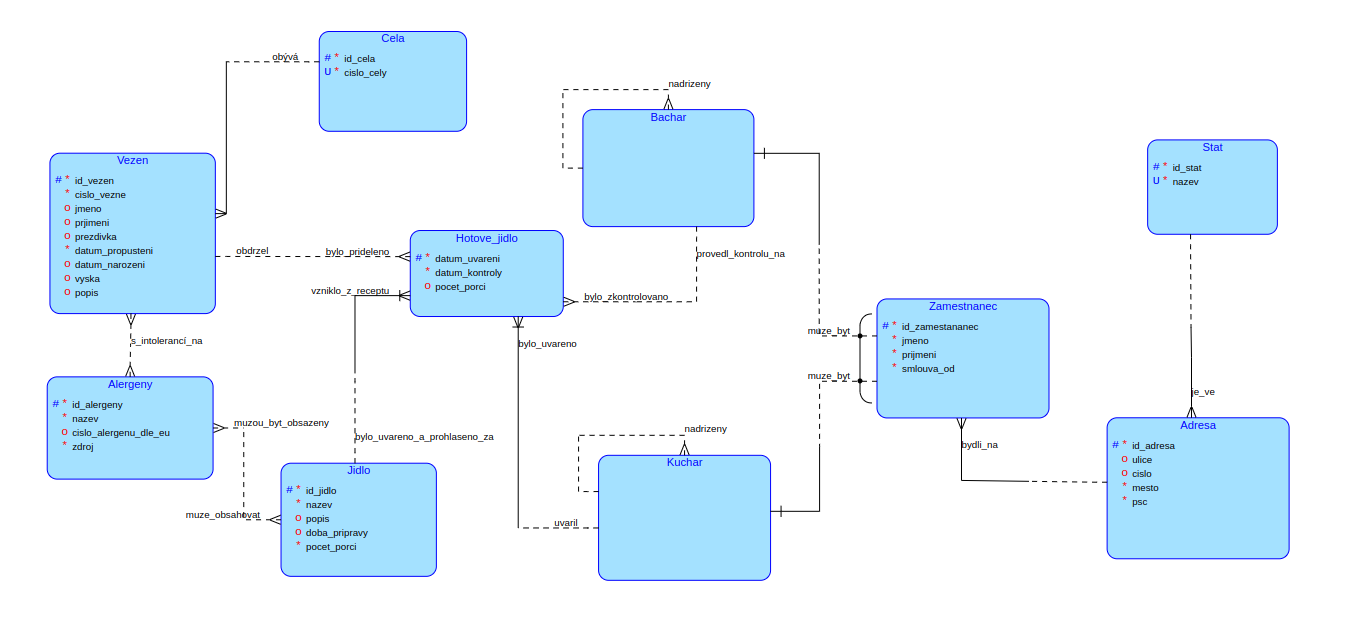 Cela
# * id_cela
U * cislo_cely
obývá
nadrizeny
Bachar
Vezen
# * id_vezen
* cislo_vezne
o jmeno
o prjimeni
o prezdivka
* datum_propusteni
o datum_narozeni
o vyska
o popis
Stat
# * id_stat
U * nazev
obdrzel
bylo_prideleno
Hotove_jidlo
# * datum_uvareni
* datum_kontroly
o pocet_porci
provedl_kontrolu_na
bylo_zkontrolovano
vzniklo_z_receptu
bylo_uvareno
Zamestnanec
# * id_zamestananec
* jmeno
* prijmeni
* smlouva_od
muze_byt
muze_byt
s_intolerancí_na
Alergeny
# * id_alergeny
* nazev
o cislo_alergenu_dle_eu
* zdroj
muzou_byt_obsazeny
bylo_uvareno_a_prohlaseno_za
je_ve
Adresa
# * id_adresa
o ulice
o cislo
* mesto
* psc
bydli_na
nadrizeny
Kuchar
Jidlo
# * id_jidlo
* nazev
o popis
o doba_pripravy
* pocet_porci
muze_obsahovat
uvaril